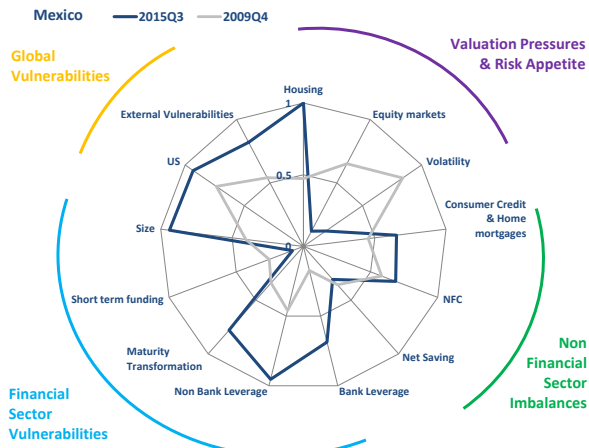 Mexico
2015Q3
2009Q4
Global
Vulnerabilities
Valuation Pressures
& Risk Appetite
Housing
1
External Vulnerabilities
Equity markets
US
Volatility
0.5
Consumer Credit
& Home
mortgages
Size
0
Short term funding
NFC
Maturity
Transformation
Net Saving
Non Bank Leverage
Bank Leverage
Non
Financial
Sector
Imbalances
Financial
Sector
Vulnerabilities